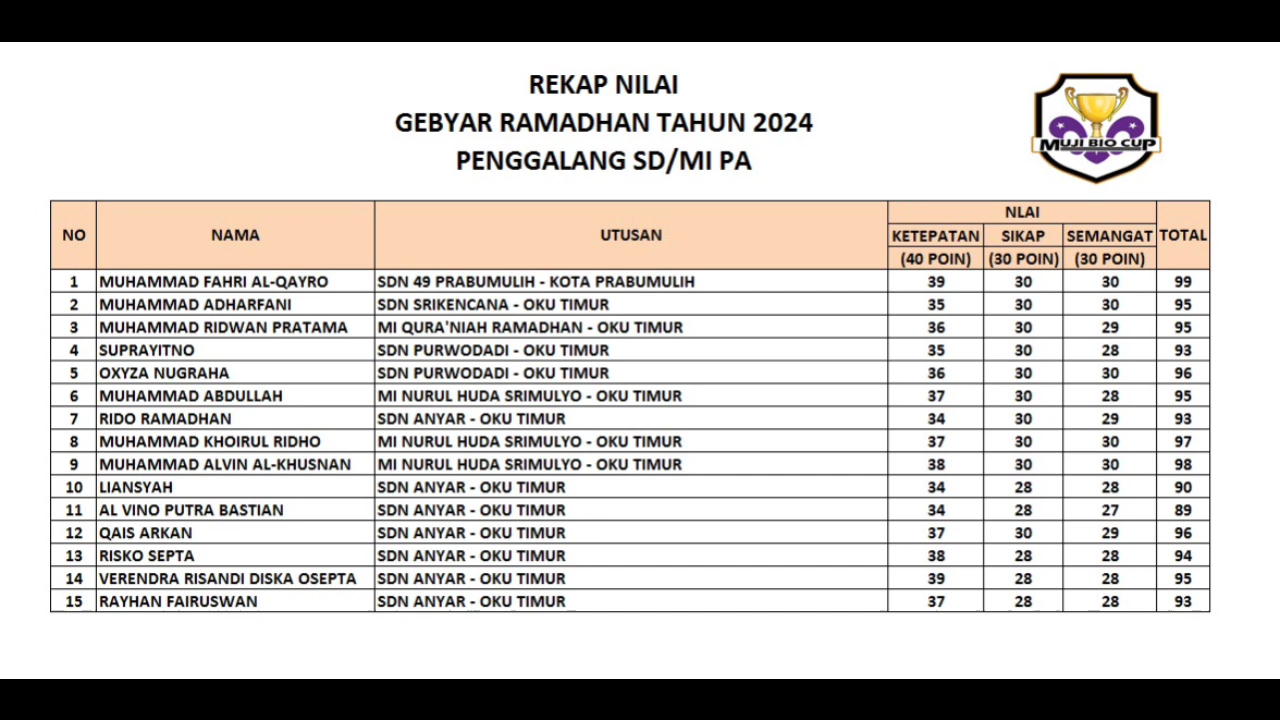 REKAP NILAI
GEBYAR RAMADHAN TAHUN 2024
PENGGALANG SD/MI PA
MUJI BIO CUP
NO NAMA UTUSAN NLAI TOTAL
KETEPATAN SIKAP SEMANGAT
(40 POIN) (30 POIN) (30 POIN)
1 MUHAMMAD FAHRI AL-QAYRO SDN 49 PRABUMULIH - KOTA PRABUMULIH 39 30 30 99
2 MUHAMMAD ADHARFANI SDN SRIKENCANA - OKU TIMUR 35 30 30 95
3 MUHAMMAD RIDWAN PRATAMA MI QURA'NIAH RAMADHAN - OKU TIMUR 36 30 29 95
4 SUPRAYITNO SDN PURWODADI - OKU TIMUR 35 30 28 93
5 OXYZA NUGRAHA SDN PURWODADI - OKU TIMUR 36 30 30 96
6 MUHAMMAD ABDULLAH MI NURUL HUDA SRIMULYO - OKU TIMUR 37 30 28 95
7 RIDO RAMADHAN SDN ANYAR - OKU TIMUR 34 30 29 93
8 MUHAMMAD KHOIRUL RIDHO MI NURUL HUDA SRIMULYO - OKU TIMUR 37 30 30 97
9 MUHAMMAD ALVIN AL-KHUSNAN MI NURUL HUDA SRIMULYO - OKU TIMUR 38 30 30 98
10 LIANSYAH SDN ANYAR - OKU TIMUR 34 28 28 90
11 AL VINO PUTRA BASTIAN SDN ANYAR - OKU TIMUR 34 28 27 89
12 QAIS ARKAN SDN ANYAR - OKU TIMUR 37 30 29 96
13 RISKO SEPTA SDN ANYAR - OKU TIMUR 38 28 28 94
14 VERENDRA RISANDI DISKA OSEPTA SDN ANYAR - OKU TIMUR 39 28 28 95
15 RAYHAN FAIRUSWAN SDN ANYAR - OKU TIMUR 37 28 28 93